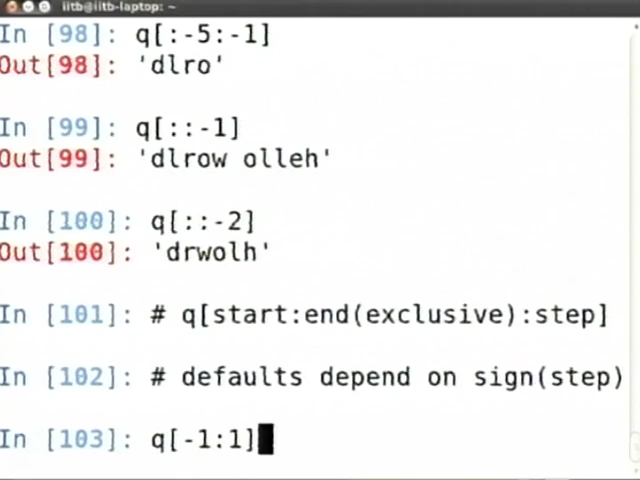 iitb@iitb-laptop: ~
In [98]: q[:-5:-1]
Out[98]: 'dlro'
In [99]: q[::-1]
Out[99]: 'dlrow olleh'
In [100]: q[::-2]
Out[100]: 'drwolh'
In [101]: # q[start:end(exclusive):step]
In [102]: # defaults depend on sign(step)
In [103]: q[-1:1]